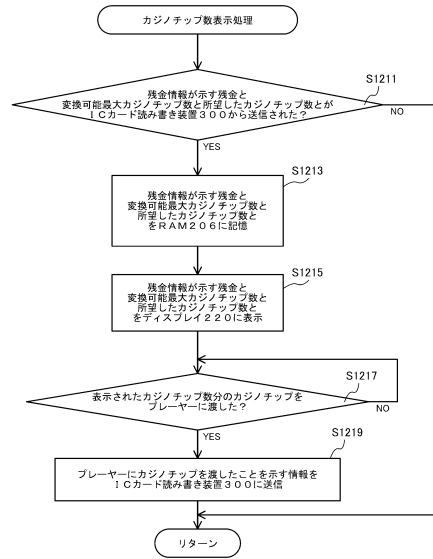 カジノチップ数表示処理
S1211
残金情報が示す残金と
変換可能最大カジノチップ数と所望したカジノチップ数とが
ICカード読み書き装置300から送信された?
NO
YES
S1213
残金情報が示す残金と
変換可能最大カジノチップ数と
所望したカジノチップ数と
をRAM206に記憶
S1215
残金情報が示す残金と
変換可能最大カジノチップ数と
所望したカジノチップ数と
をディスプレイ220に表示
S1217
表示されたカジノチップ数分のカジノチップを
プレーヤーに渡した?
NO
YES
S1219
プレーヤーにカジノチップを渡したことを示す情報を
ICカード読み書き装置300に送信
リターン